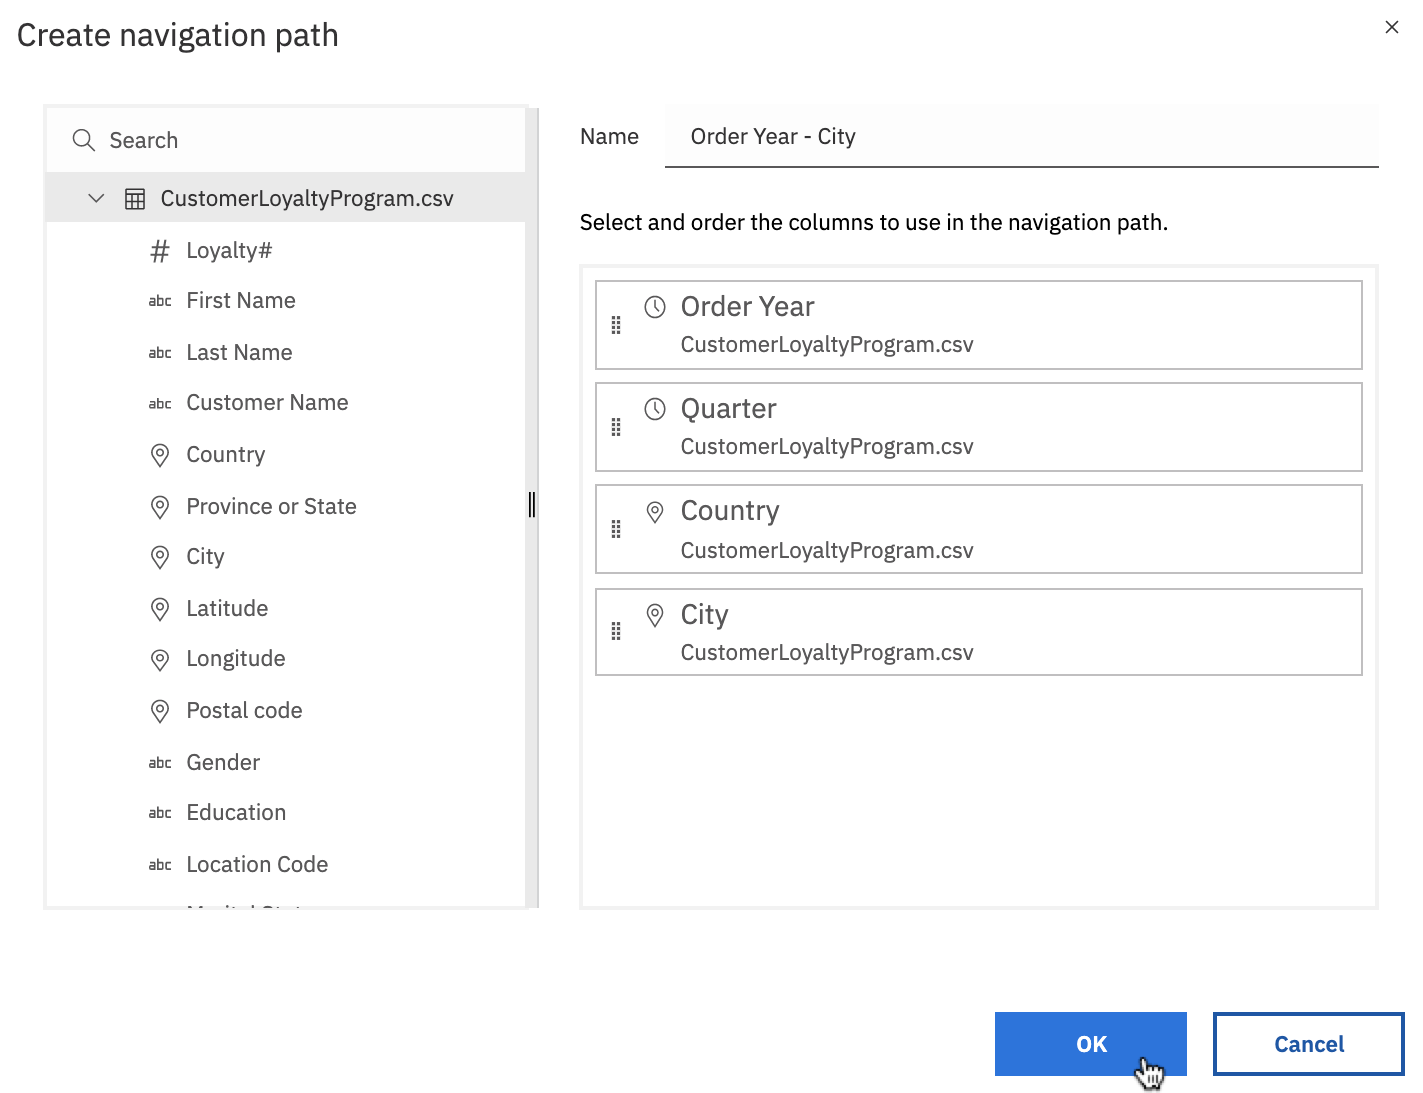 Create navigation path
Search
CustomerLoyaltyProgram.csv
# Loyalty#
abc First Name
abc Last Name
abc Customer Name
Country
Province or State
City
Latitude
Longitude
Postal code
abc Gender
abc Education
abc Location Code
Name Order Year - City
Select and order the columns to use in the navigation path.
Order Year
CustomerLoyaltyProgram.csv
Quarter
CustomerLoyaltyProgram.csv
Country
CustomerLoyaltyProgram.csv
City
CustomerLoyaltyProgram.csv
OK
Cancel